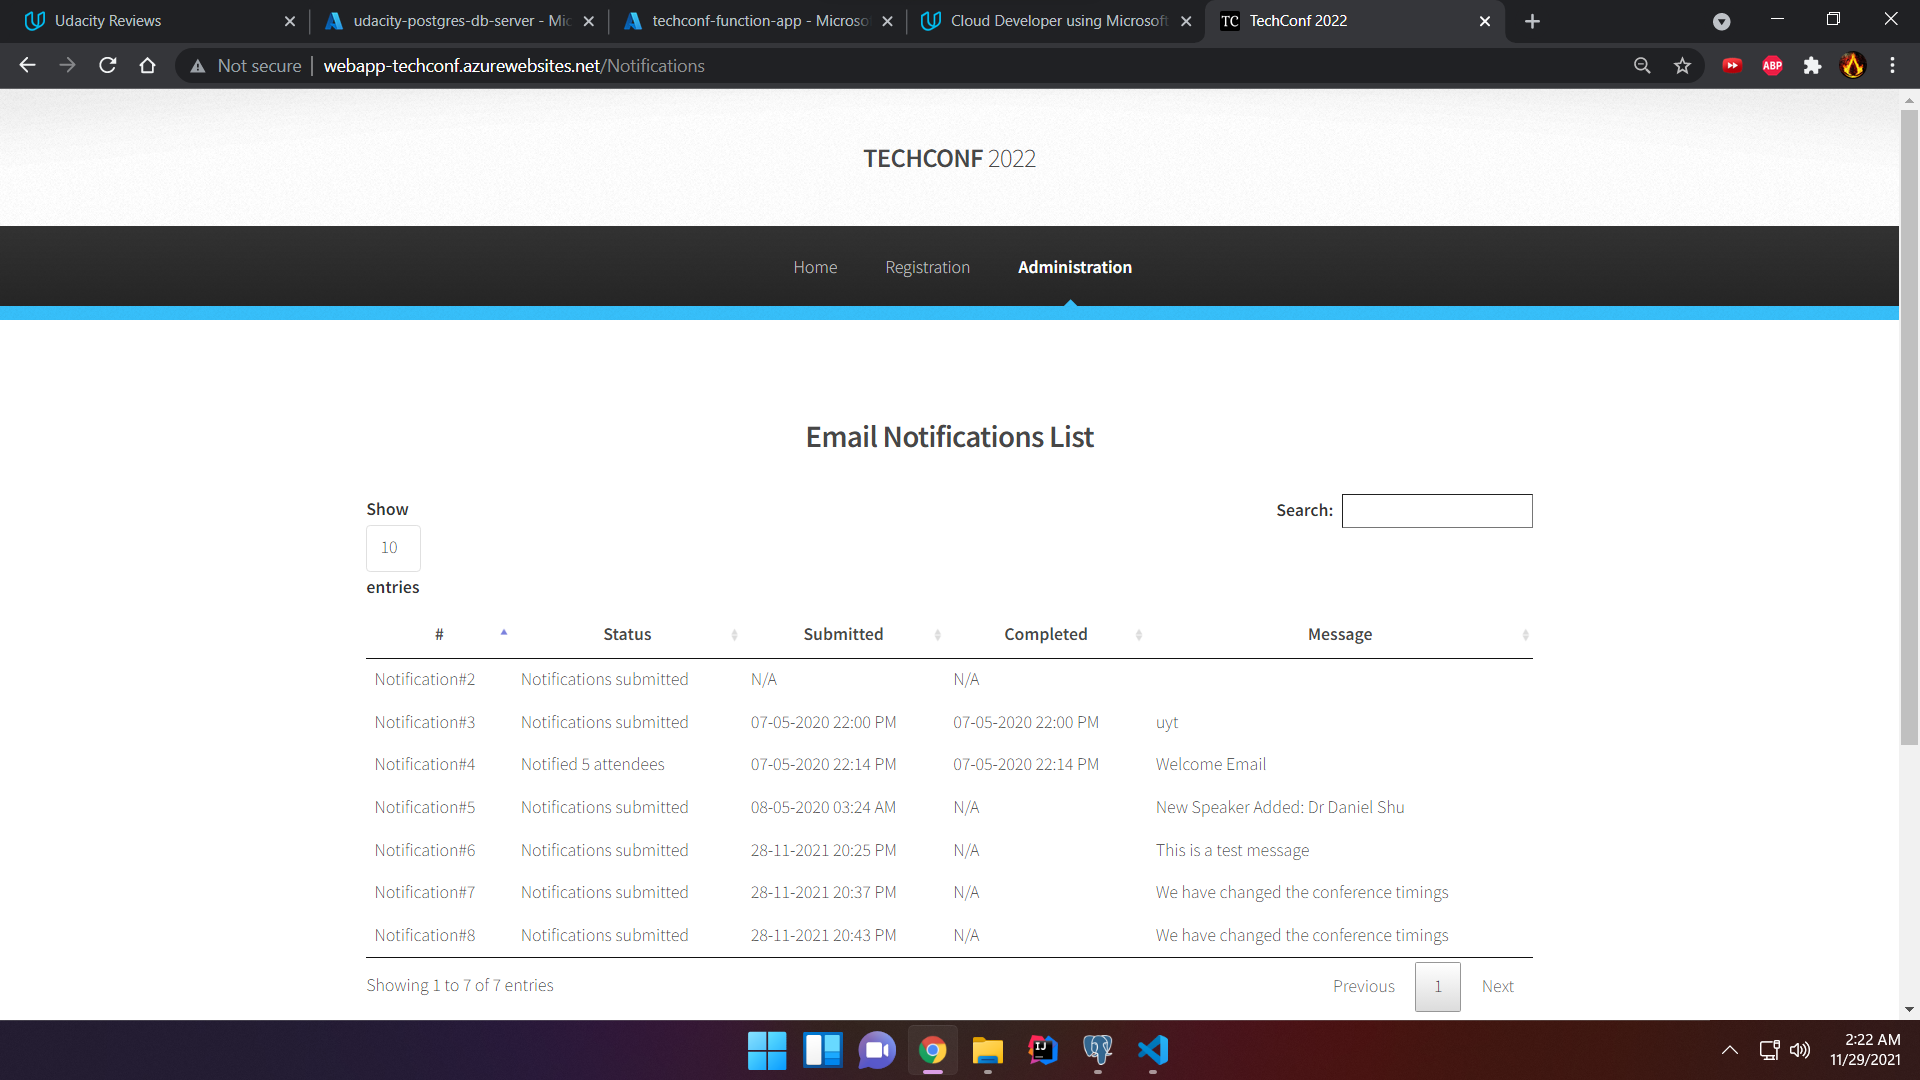 Udacity Reviews
udacity-postgres-db-server - Mic
techconf-function-app - Microso
Cloud Developer using Microsoft
TC TechConf 2022
Not secure
webapp-techconf.azurewebsites.net/Notifications
ABP
TECHCONF 2022
Home Registration Administration
Email Notifications List
Show
10
entries
Search:
# Status Submitted Completed Message
Notification#2 Notifications submitted N/A N/A
Notification#3 Notifications submitted 07-05-2020 22:00 PM 07-05-2020 22:00 PM uyt
Notification#4 Notified 5 attendees 07-05-2020 22:14 PM 07-05-2020 22:14 PM Welcome Email
Notification#5 Notifications submitted 08-05-2020 03:24 AM N/A New Speaker Added: Dr Daniel Shu
Notification#6 Notifications submitted 28-11-2021 20:25 PM N/A This is a test message
Notification#7 Notifications submitted 28-11-2021 20:37 PM N/A We have changed the conference timings
Notification#8 Notifications submitted 28-11-2021 20:43 PM N/A We have changed the conference timings
Showing 1 to 7 of 7 entries
Previous 1 Next
IJ
2:22 AM
11/29/2021